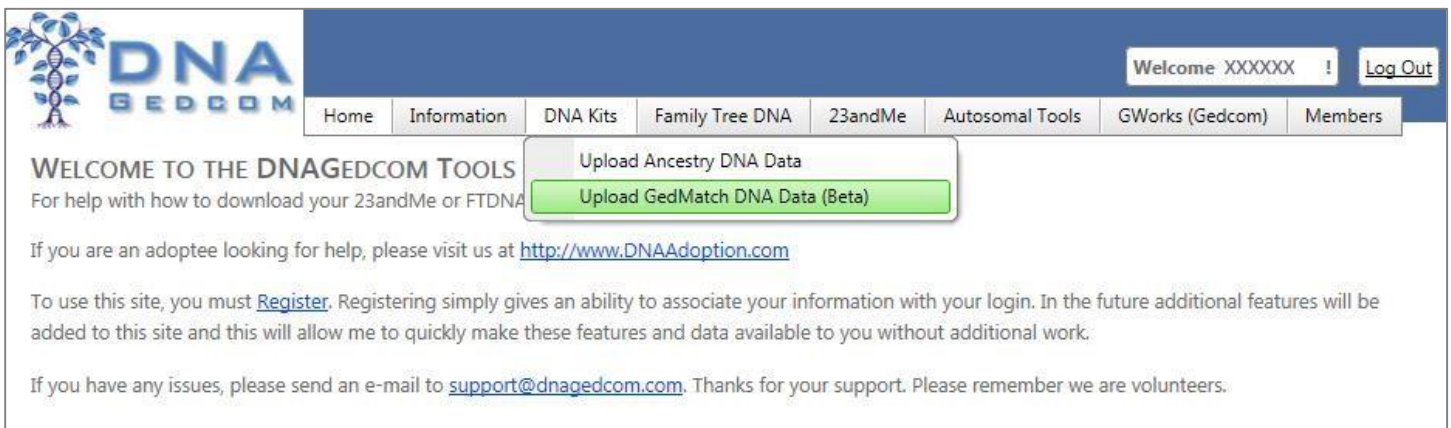 DNA
GEDCOM
Welcome XXXXXX !
Log Out
Home Information DNA Kits Family Tree DNA 23andMe Autosomal Tools GWorks (Gedcom) Members
Upload Ancestry DNA Data
Upload GedMatch DNA Data (Beta)
WELCOME TO THE DNAGEDCOM TOOLS
For help with how to download your 23andMe or FTDNA
If you are an adoptee looking for help, please visit us at http://www.DNAAdoption.com
To use this site, you must Register. Registering simply gives an ability to associate your information with your login. In the future additional features will be
added to this site and this will allow me to quickly make these features and data available to you without additional work.
If you have any issues, please send an e-mail to support@dnagedcom.com. Thanks for your support. Please remember we are volunteers.